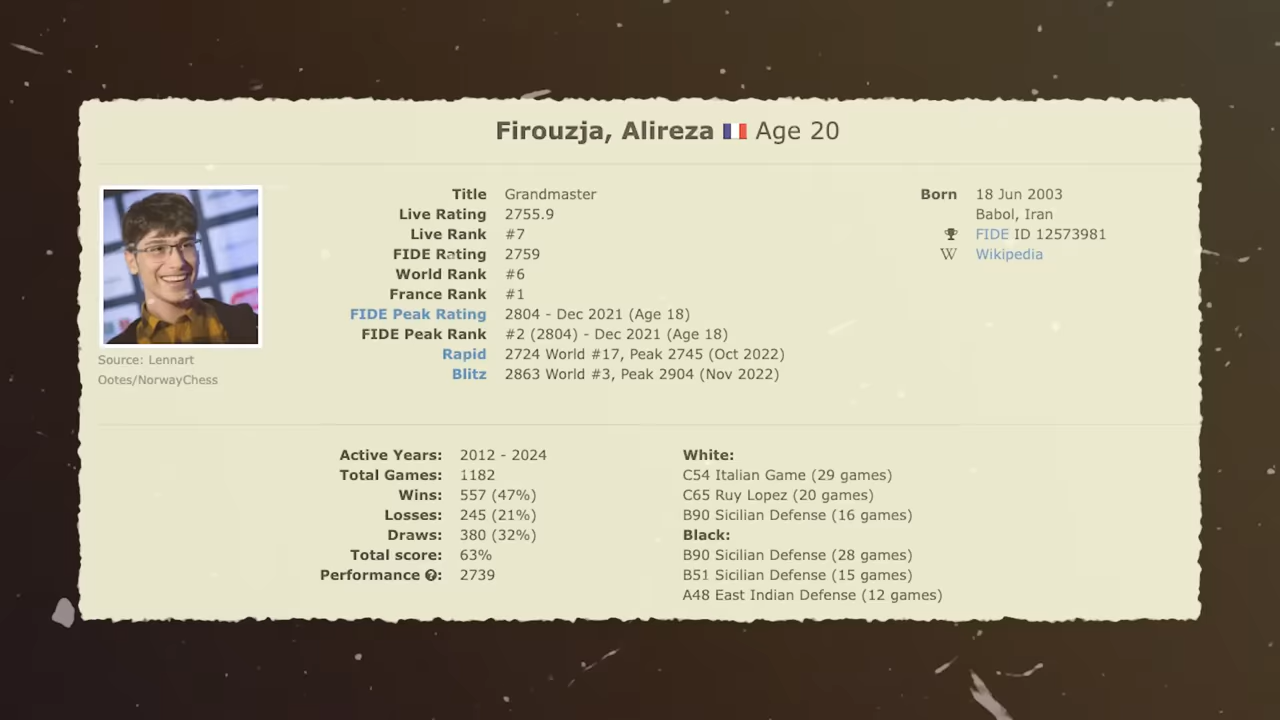 Firouzja, Alireza Age 20
Source: Lennart
Ootes/NorwayChess
Title Grandmaster
Live Rating 2755.9
Live Rank #7
FIDE Rating 2759
World Rank #6
France Rank #1
FIDE Peak Rating 2804 - Dec 2021 (Age 18)
FIDE Peak Rank #2 (2804) - Dec 2021 (Age 18)
Rapid 2724 World #17, Peak 2745 (Oct 2022)
Blitz 2863 World #3, Peak 2904 (Nov 2022)
Born 18 Jun 2003
Babol, Iran
FIDE ID 12573981
W Wikipedia
Active Years: 2012 - 2024
Total Games: 1182
Wins: 557 (47%)
Losses: 245 (21%)
Draws: 380 (32%)
Total score: 63%
Performance ?: 2739
White:
C54 Italian Game (29 games)
C65 Ruy Lopez (20 games)
B90 Sicilian Defense (16 games)
Black:
B90 Sicilian Defense (28 games)
B51 Sicilian Defense (15 games)
A48 East Indian Defense (12 games)